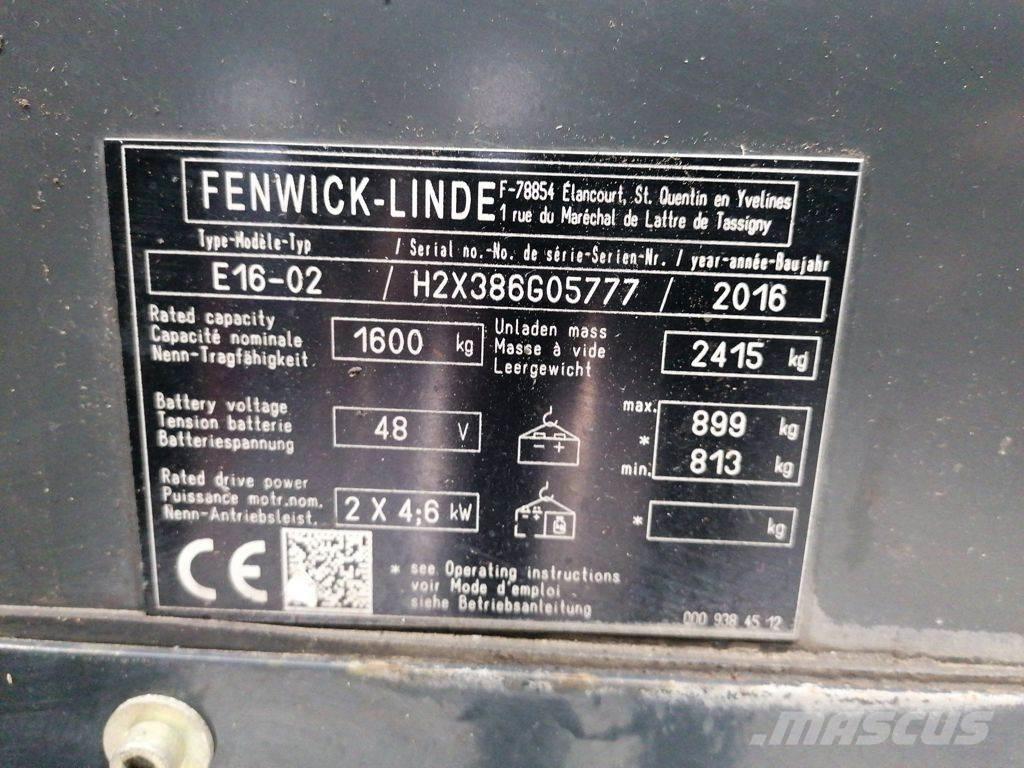 FENWICK-LINDE
F-78854 Élancourt, St. Quentin en Yvelines
1 rue du Maréchal de Lattre de Tassigny
Type-Modèle-Typ / Serial no.-No. de série-Serien-Nr. / year-année-Baujahr
E16-02 / H2X386G05777 / 2016
Rated capacity
Capacité nominale
Nenn-Tragfähigkeit
1600 kg
Unladen mass
Masse à vide
Leergewicht
2415 kg
Battery voltage
Tension batterie
Batteriespannung
48 V
- +
max. 899 kg
*
min. 813 kg
Rated drive power
Puissance motr.nom.
Nenn-Antriebsleist.
2 X 4;6 kW
* kg
CE
* see Operating instructions
voir Mode d'emploi
siehe Betriebsanleitung
000 938 45 12
MASCUS